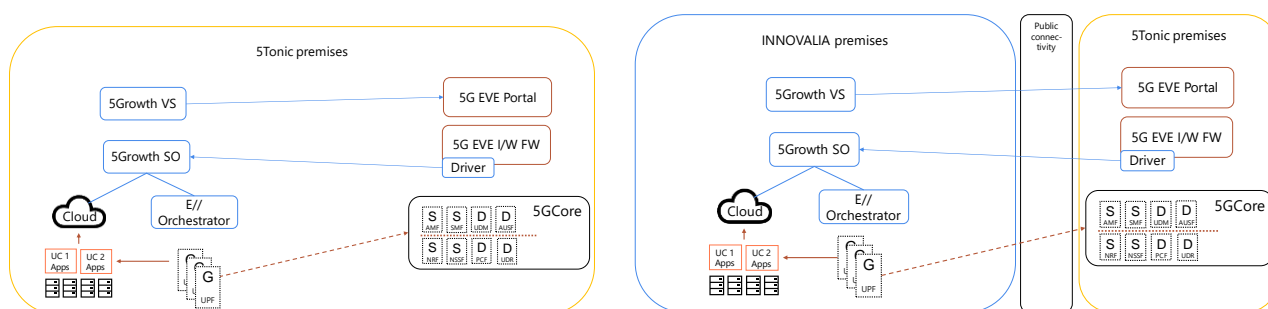 5Tonic premises
5Growth VS
5G EVE Portal
5G EVE I/W FW
5Growth SO
Driver
Cloud
E//
Orchestrator
5GCore
S
AMF
S
SMF
D
UDM
D
AUSF
N
NRF
S
NSSF
D
PCF
D
UDR
UC 1
Apps
UC 2
Apps
G
UPF
INNOVALIA premises
Public
connec-
tivity
5Tonic premises
5Growth VS
5G EVE Portal
5G EVE I/W FW
5Growth SO
Driver
Cloud
E//
Orchestrator
5GCore
S
AMF
S
SMF
D
UDM
D
AUSF
S
NRF
S
NSSF
D
PCF
D
UDR
UC 1
Apps
UC 2
Apps
G
UPF